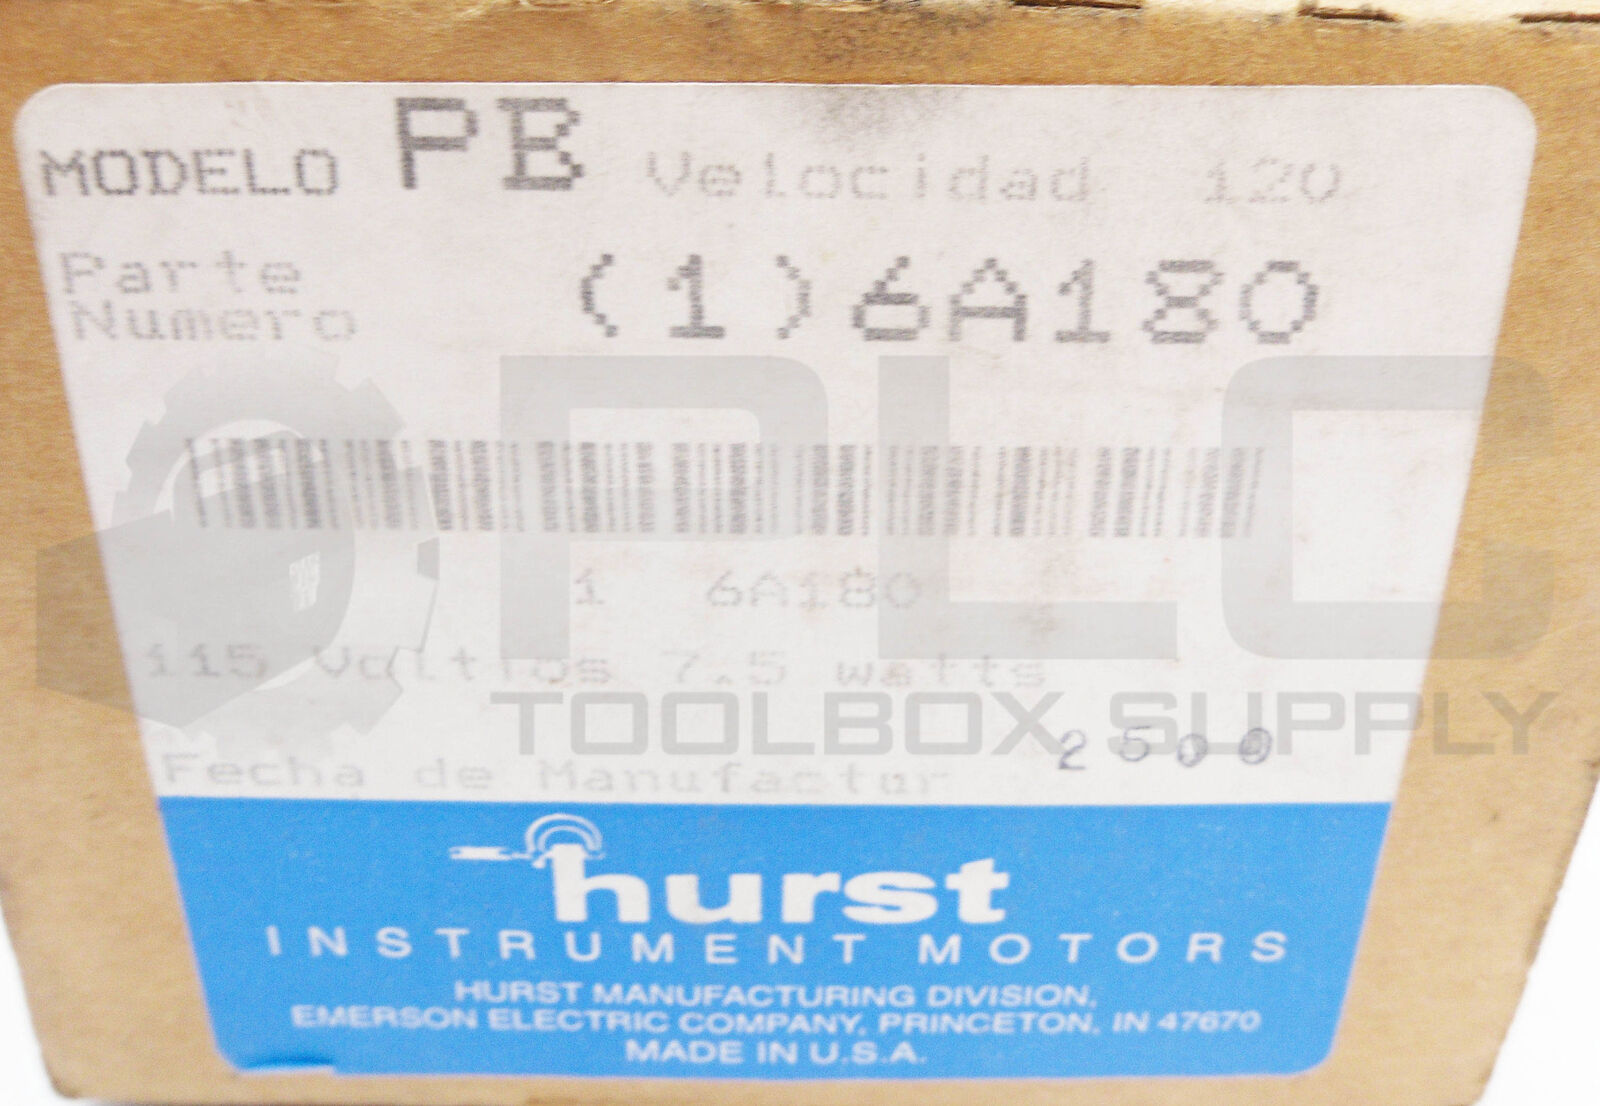 MODELO PB Velocidad 120
Parte
Numero (1)6A180
1 6A180
115 Voltios 7.5 watts
Fecha de Manufactur 2500
hurst
INSTRUMENT MOTORS
HURST MANUFACTURING DIVISION,
EMERSON ELECTRIC COMPANY, PRINCETON, IN 47670
MADE IN U.S.A.
PLC
TOOLBOX SUPPLY